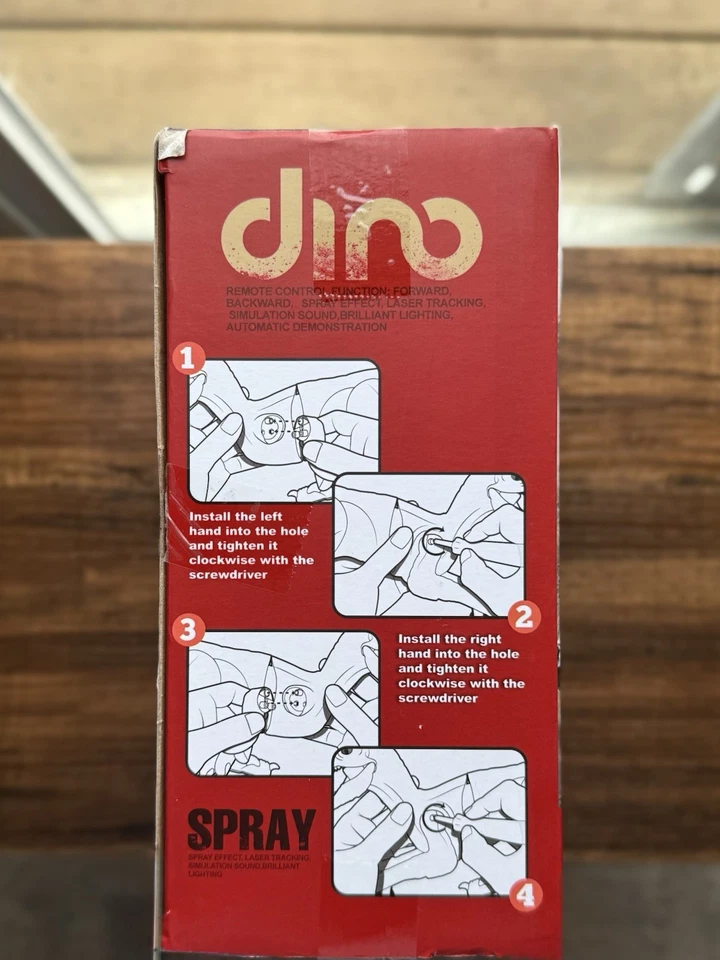 dino
REMOTE CONTROL FUNCTION: FORWARD,
BACKWARD, SPRAY EFFECT, LASER TRACKING,
SIMULATION SOUND,BRILLIANT LIGHTING,
AUTOMATIC DEMONSTRATION
1
Install the left
hand into the hole
and tighten it
clockwise with the
screwdriver
2
3
Install the right
hand into the hole
and tighten it
clockwise with the
screwdriver
SPRAY
SPRAY EFFECT, LASER TRACKING
SIMULATION SOUND,BRILLIANT
LIGHTING
4